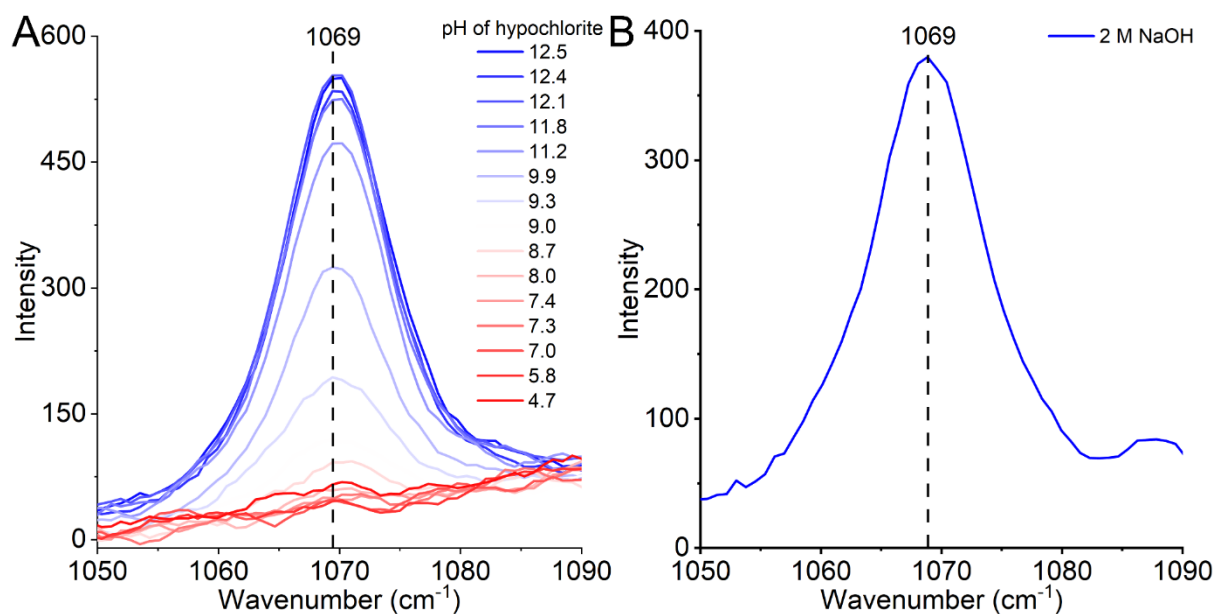 A
pH of hypochlorite
1069
12.5
12.4
12.1
11.8
11.2
9.9
9.3
9.0
8.7
8.0
7.4
7.3
7.0
5.8
4.7
600
450
300
150
0
Intensity
1050 1060 1070 1080 1090
Wavenumber (cm⁻¹)
B
1069
2 M NaOH
400
300
200
100
0
Intensity
1050 1060 1070 1080 1090
Wavenumber (cm⁻¹)